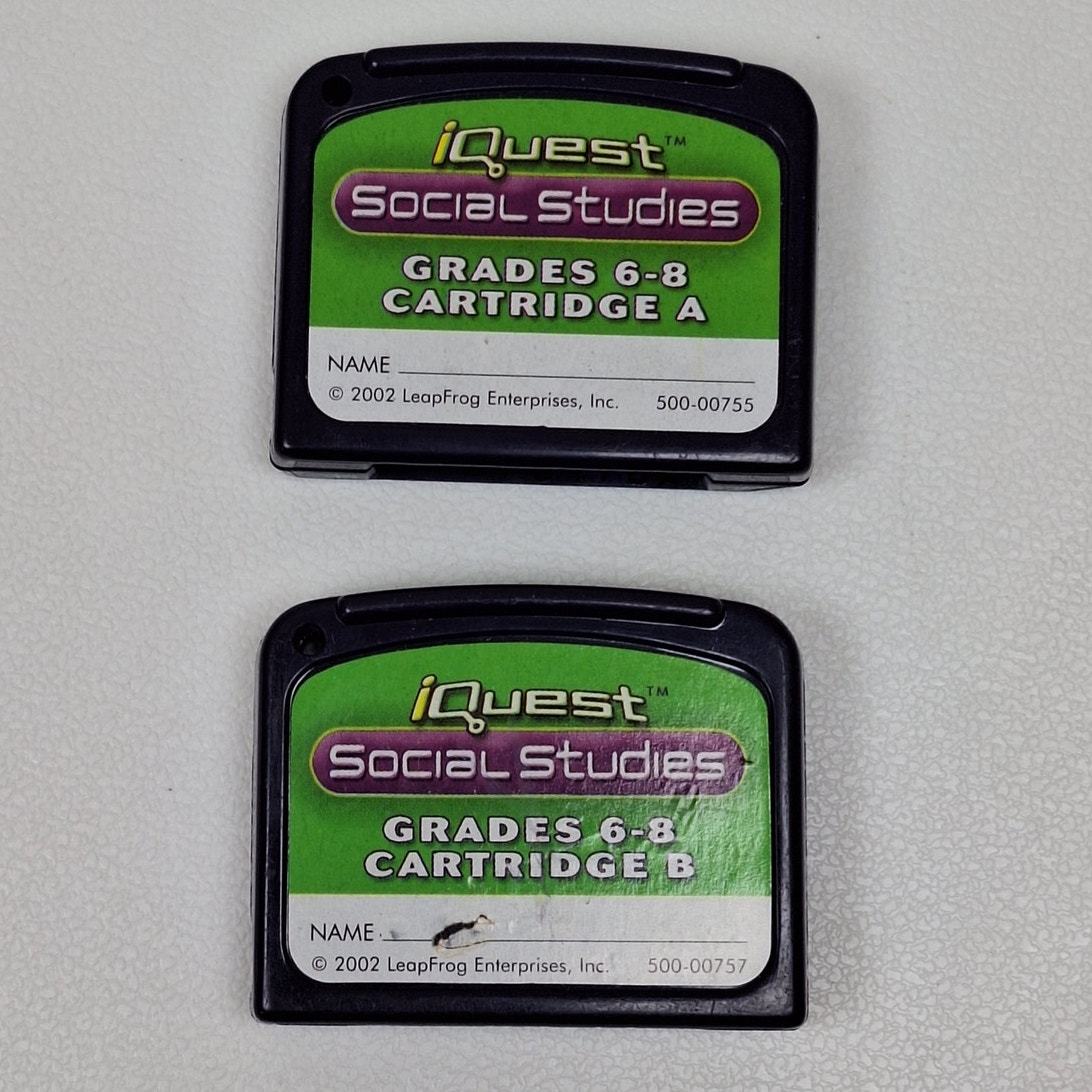 iQuest™
Social Studies
GRADES 6-8
CARTRIDGE A
NAME
© 2002 LeapFrog Enterprises, Inc. 500-00755
iQuest™
Social Studies
GRADES 6-8
CARTRIDGE B
NAME
© 2002 LeapFrog Enterprises, Inc. 500-00757